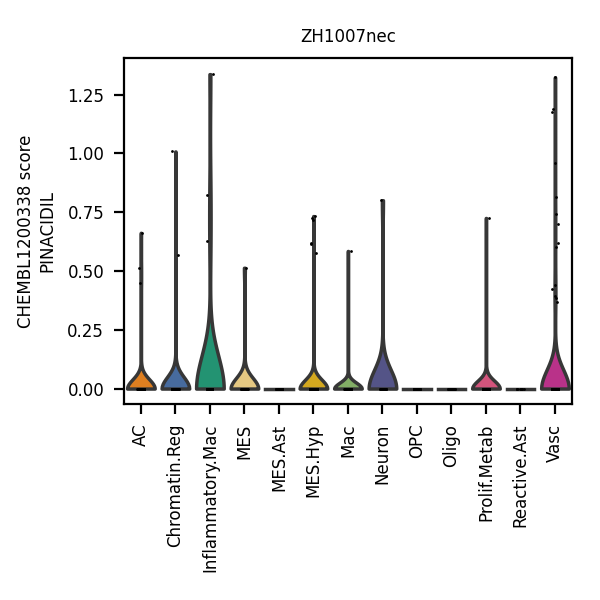 ZH1007nec
CHEMBL1200338 score
PINACIDIL
1.25
1.00
0.75
0.50
0.25
0.00
AC
Chromatin.Reg
Inflammatory.Mac
MES
MES.Ast
MES.Hyp
Mac
Neuron
OPC
Oligo
Prolif.Metab
Reactive.Ast
Vasc